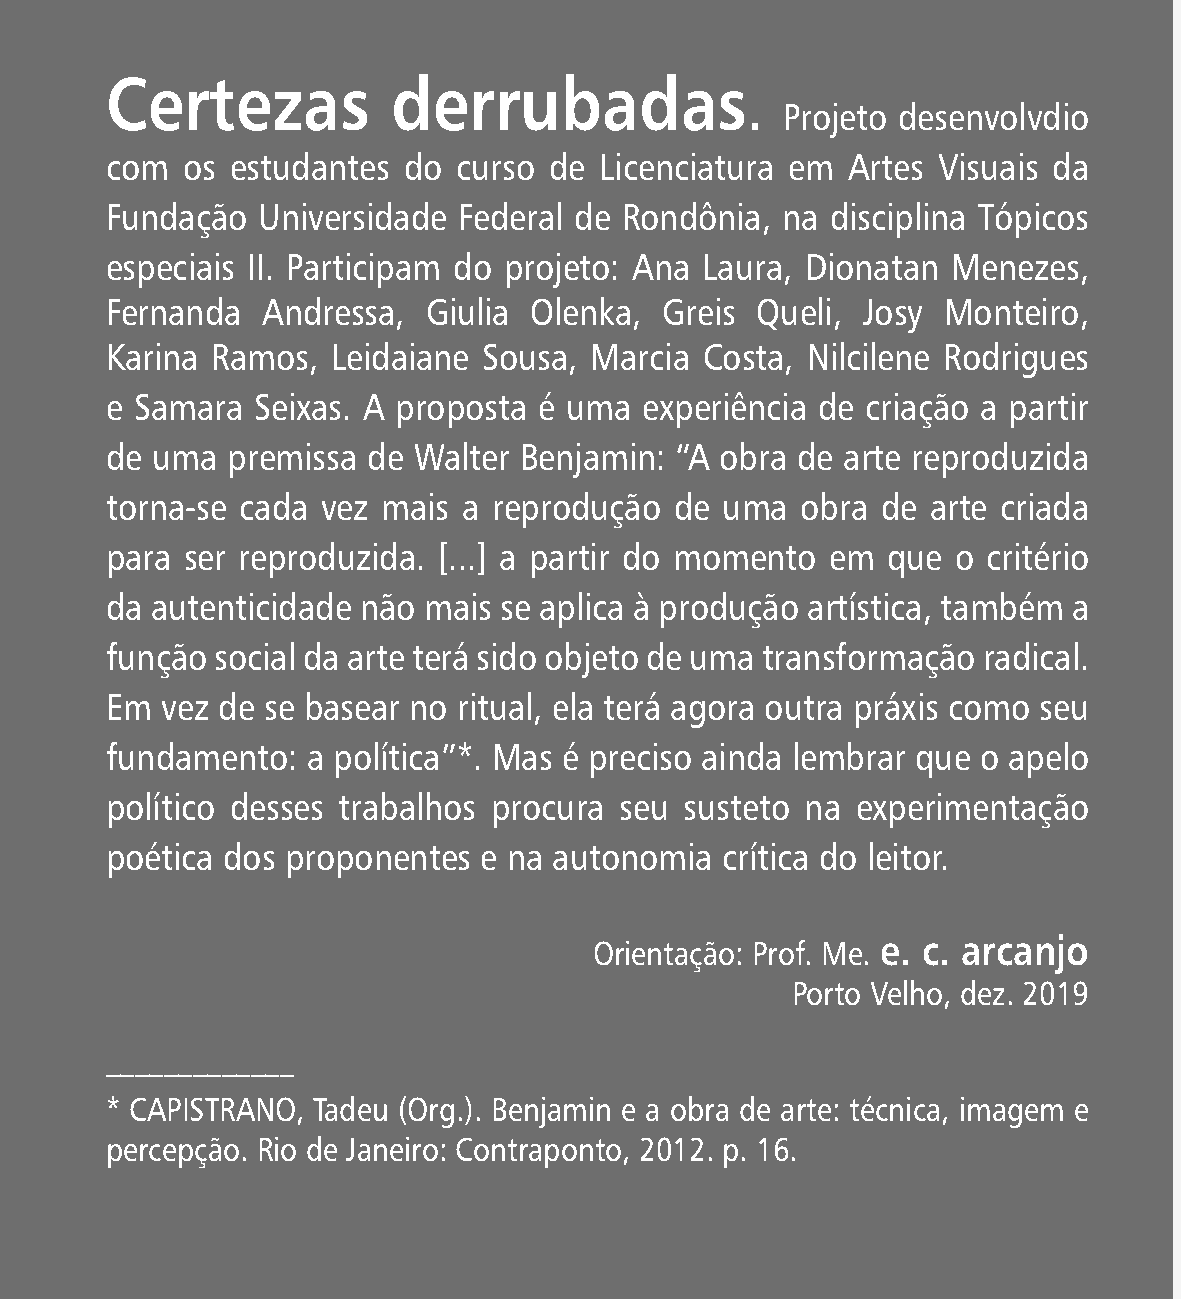 Certezas derrubadas. Projeto desenvolvdio
com os estudantes do curso de Licenciatura em Artes Visuais da
Fundação Universidade Federal de Rondônia, na disciplina Tópicos
especiais II. Participam do projeto: Ana Laura, Dionatan Menezes,
Fernanda Andressa, Giulia Olenka, Greis Queli, Josy Monteiro,
Karina Ramos, Leidaiane Sousa, Marcia Costa, Nilcilene Rodrigues
e Samara Seixas. A proposta é uma experiência de criação a partir
de uma premissa de Walter Benjamin: “A obra de arte reproduzida
torna-se cada vez mais a reprodução de uma obra de arte criada
para ser reproduzida. [...] a partir do momento em que o critério
da autenticidade não mais se aplica à produção artística, também a
função social da arte terá sido objeto de uma transformação radical.
Em vez de se basear no ritual, ela terá agora outra práxis como seu
fundamento: a política”*. Mas é preciso ainda lembrar que o apelo
político desses trabalhos procura seu susteto na experimentação
poética dos proponentes e na autonomia crítica do leitor.
Orientação: Prof. Me. e. c. arcanjo
Porto Velho, dez. 2019
_____________
* CAPISTRANO, Tadeu (Org.). Benjamin e a obra de arte: técnica, imagem e
percepção. Rio de Janeiro: Contraponto, 2012. p. 16.